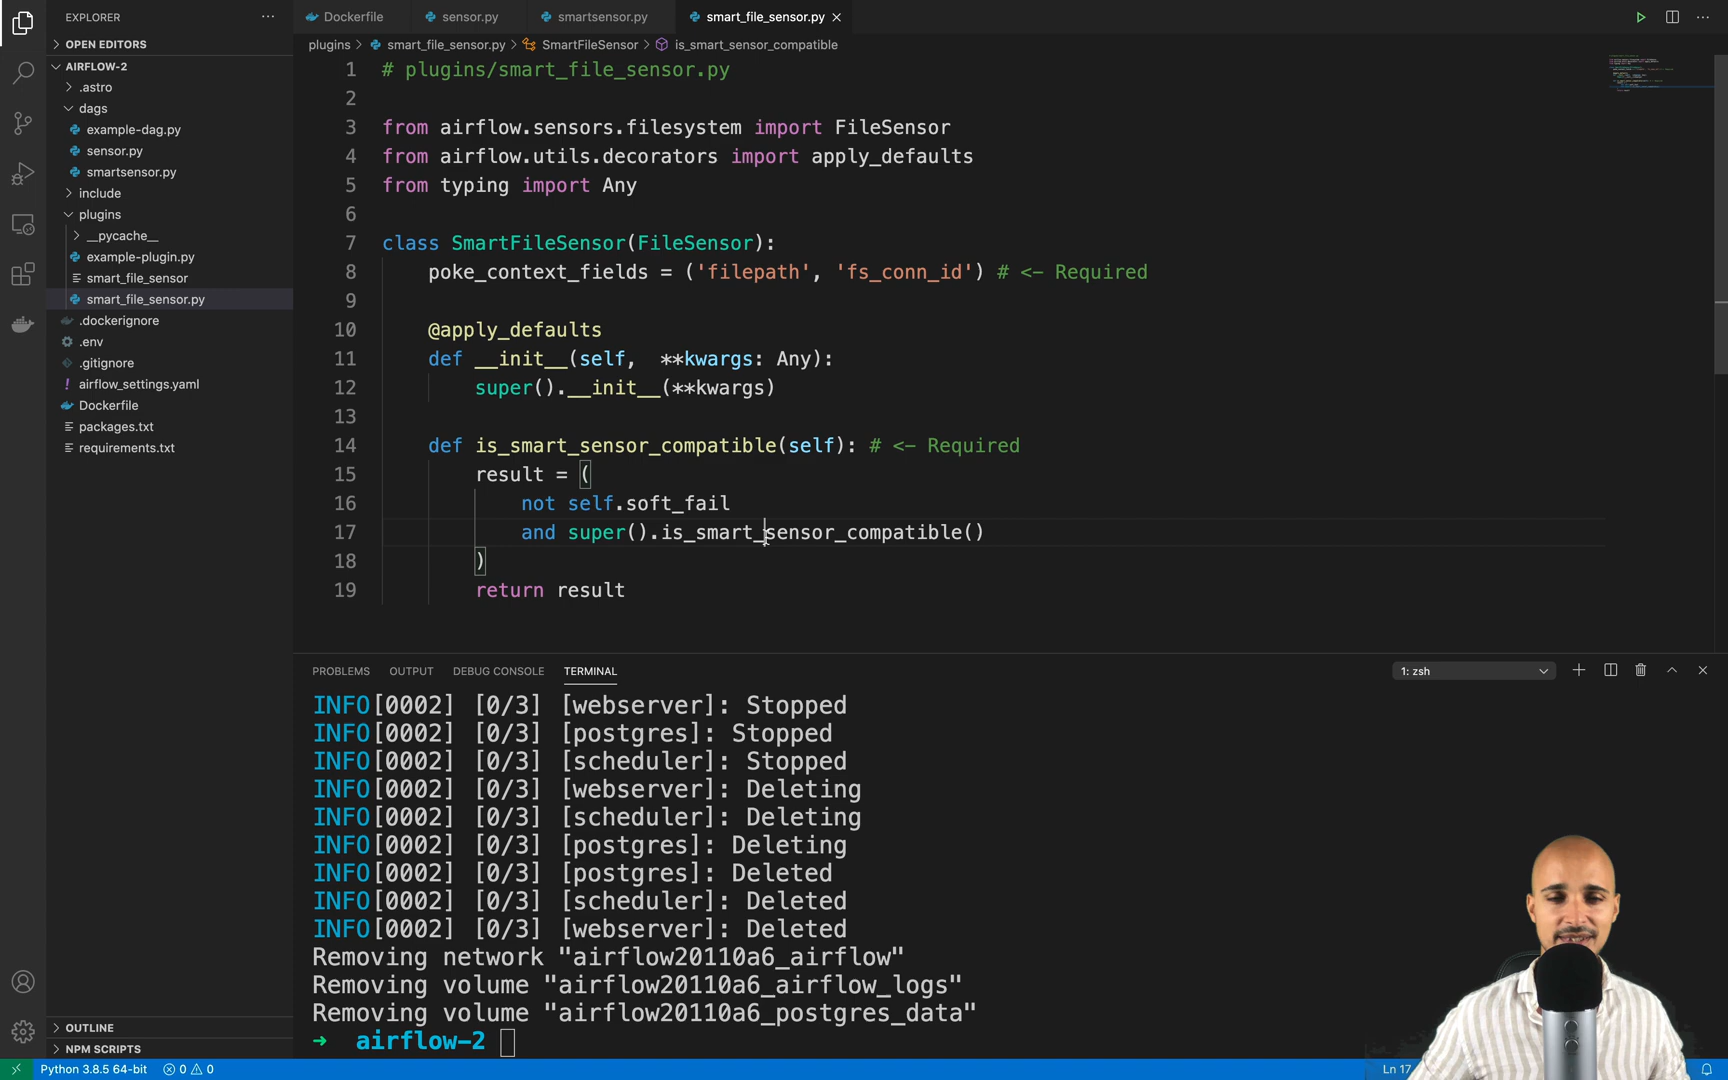 EXPLORER
OPEN EDITORS
AIRFLOW-2
.astro
dags
example-dag.py
sensor.py
smartsensor.py
include
plugins
__pycache__
example-plugin.py
smart_file_sensor
smart_file_sensor.py
.dockerignore
.env
.gitignore
airflow_settings.yaml
Dockerfile
packages.txt
requirements.txt
OUTLINE
NPM SCRIPTS
Dockerfile sensor.py smartsensor.py smart_file_sensor.py
plugins > smart_file_sensor.py > SmartFileSensor > is_smart_sensor_compatible
1 # plugins/smart_file_sensor.py
2
3 from airflow.sensors.filesystem import FileSensor
4 from airflow.utils.decorators import apply_defaults
5 from typing import Any
6
7 class SmartFileSensor(FileSensor):
8 poke_context_fields = ('filepath', 'fs_conn_id') # <- Required
9
10 @apply_defaults
11 def __init__(self,  **kwargs: Any):
12 super().__init__(**kwargs)
13
14 def is_smart_sensor_compatible(self): # <- Required
15 result = (
16 not self.soft_fail
17 and super().is_smart_sensor_compatible()
18 )
19 return result
PROBLEMS OUTPUT DEBUG CONSOLE TERMINAL 1: zsh
INFO[0002] [0/3] [webserver]: Stopped
INFO[0002] [0/3] [postgres]: Stopped
INFO[0002] [0/3] [scheduler]: Stopped
INFO[0002] [0/3] [webserver]: Deleting
INFO[0002] [0/3] [scheduler]: Deleting
INFO[0002] [0/3] [postgres]: Deleting
INFO[0002] [0/3] [postgres]: Deleted
INFO[0002] [0/3] [scheduler]: Deleted
INFO[0002] [0/3] [webserver]: Deleted
Removing network "airflow20110a6_airflow"
Removing volume "airflow20110a6_airflow_logs"
Removing volume "airflow20110a6_postgres_data"
➜ airflow-2
Python 3.8.5 64-bit 0 0 Ln 17